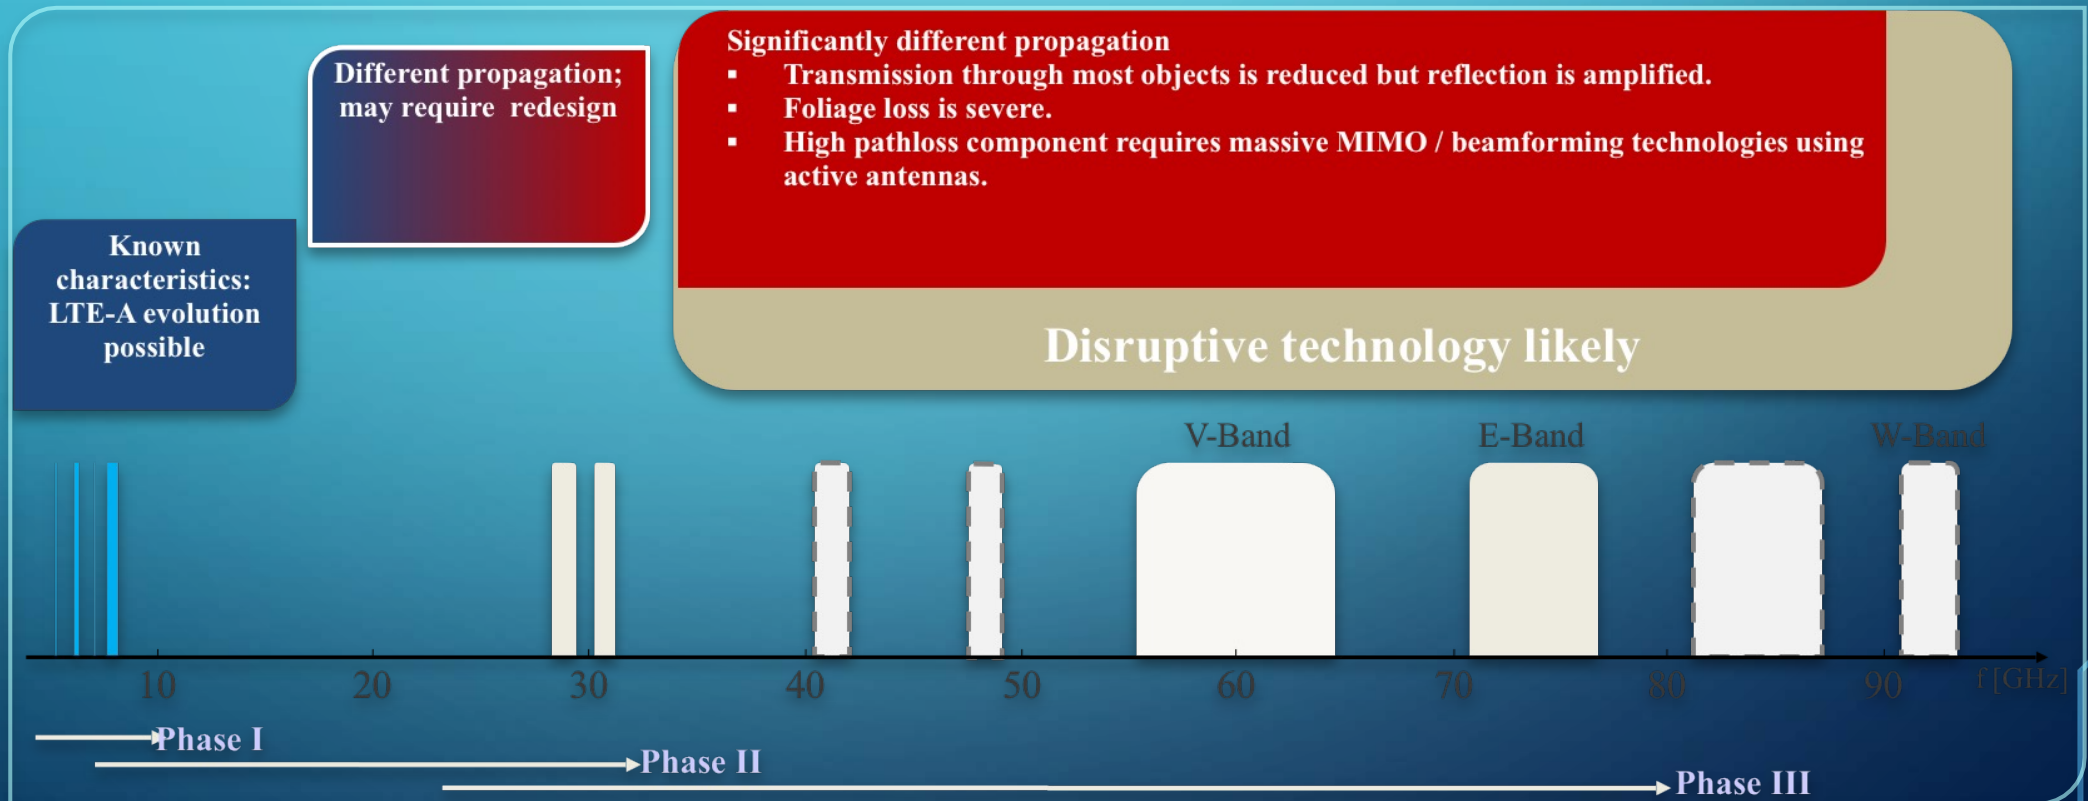 Significantly different propagation
▪ Transmission through most objects is reduced but reflection is amplified.
▪ Foliage loss is severe.
▪ High pathloss component requires massive MIMO / beamforming technologies using
active antennas.
Different propagation;
may require redesign
Known
characteristics:
LTE-A evolution
possible
Disruptive technology likely
V-Band E-Band W-Band
10 20 30 40 50 60 70 80 90 f [GHz]
Phase I
Phase II
Phase III